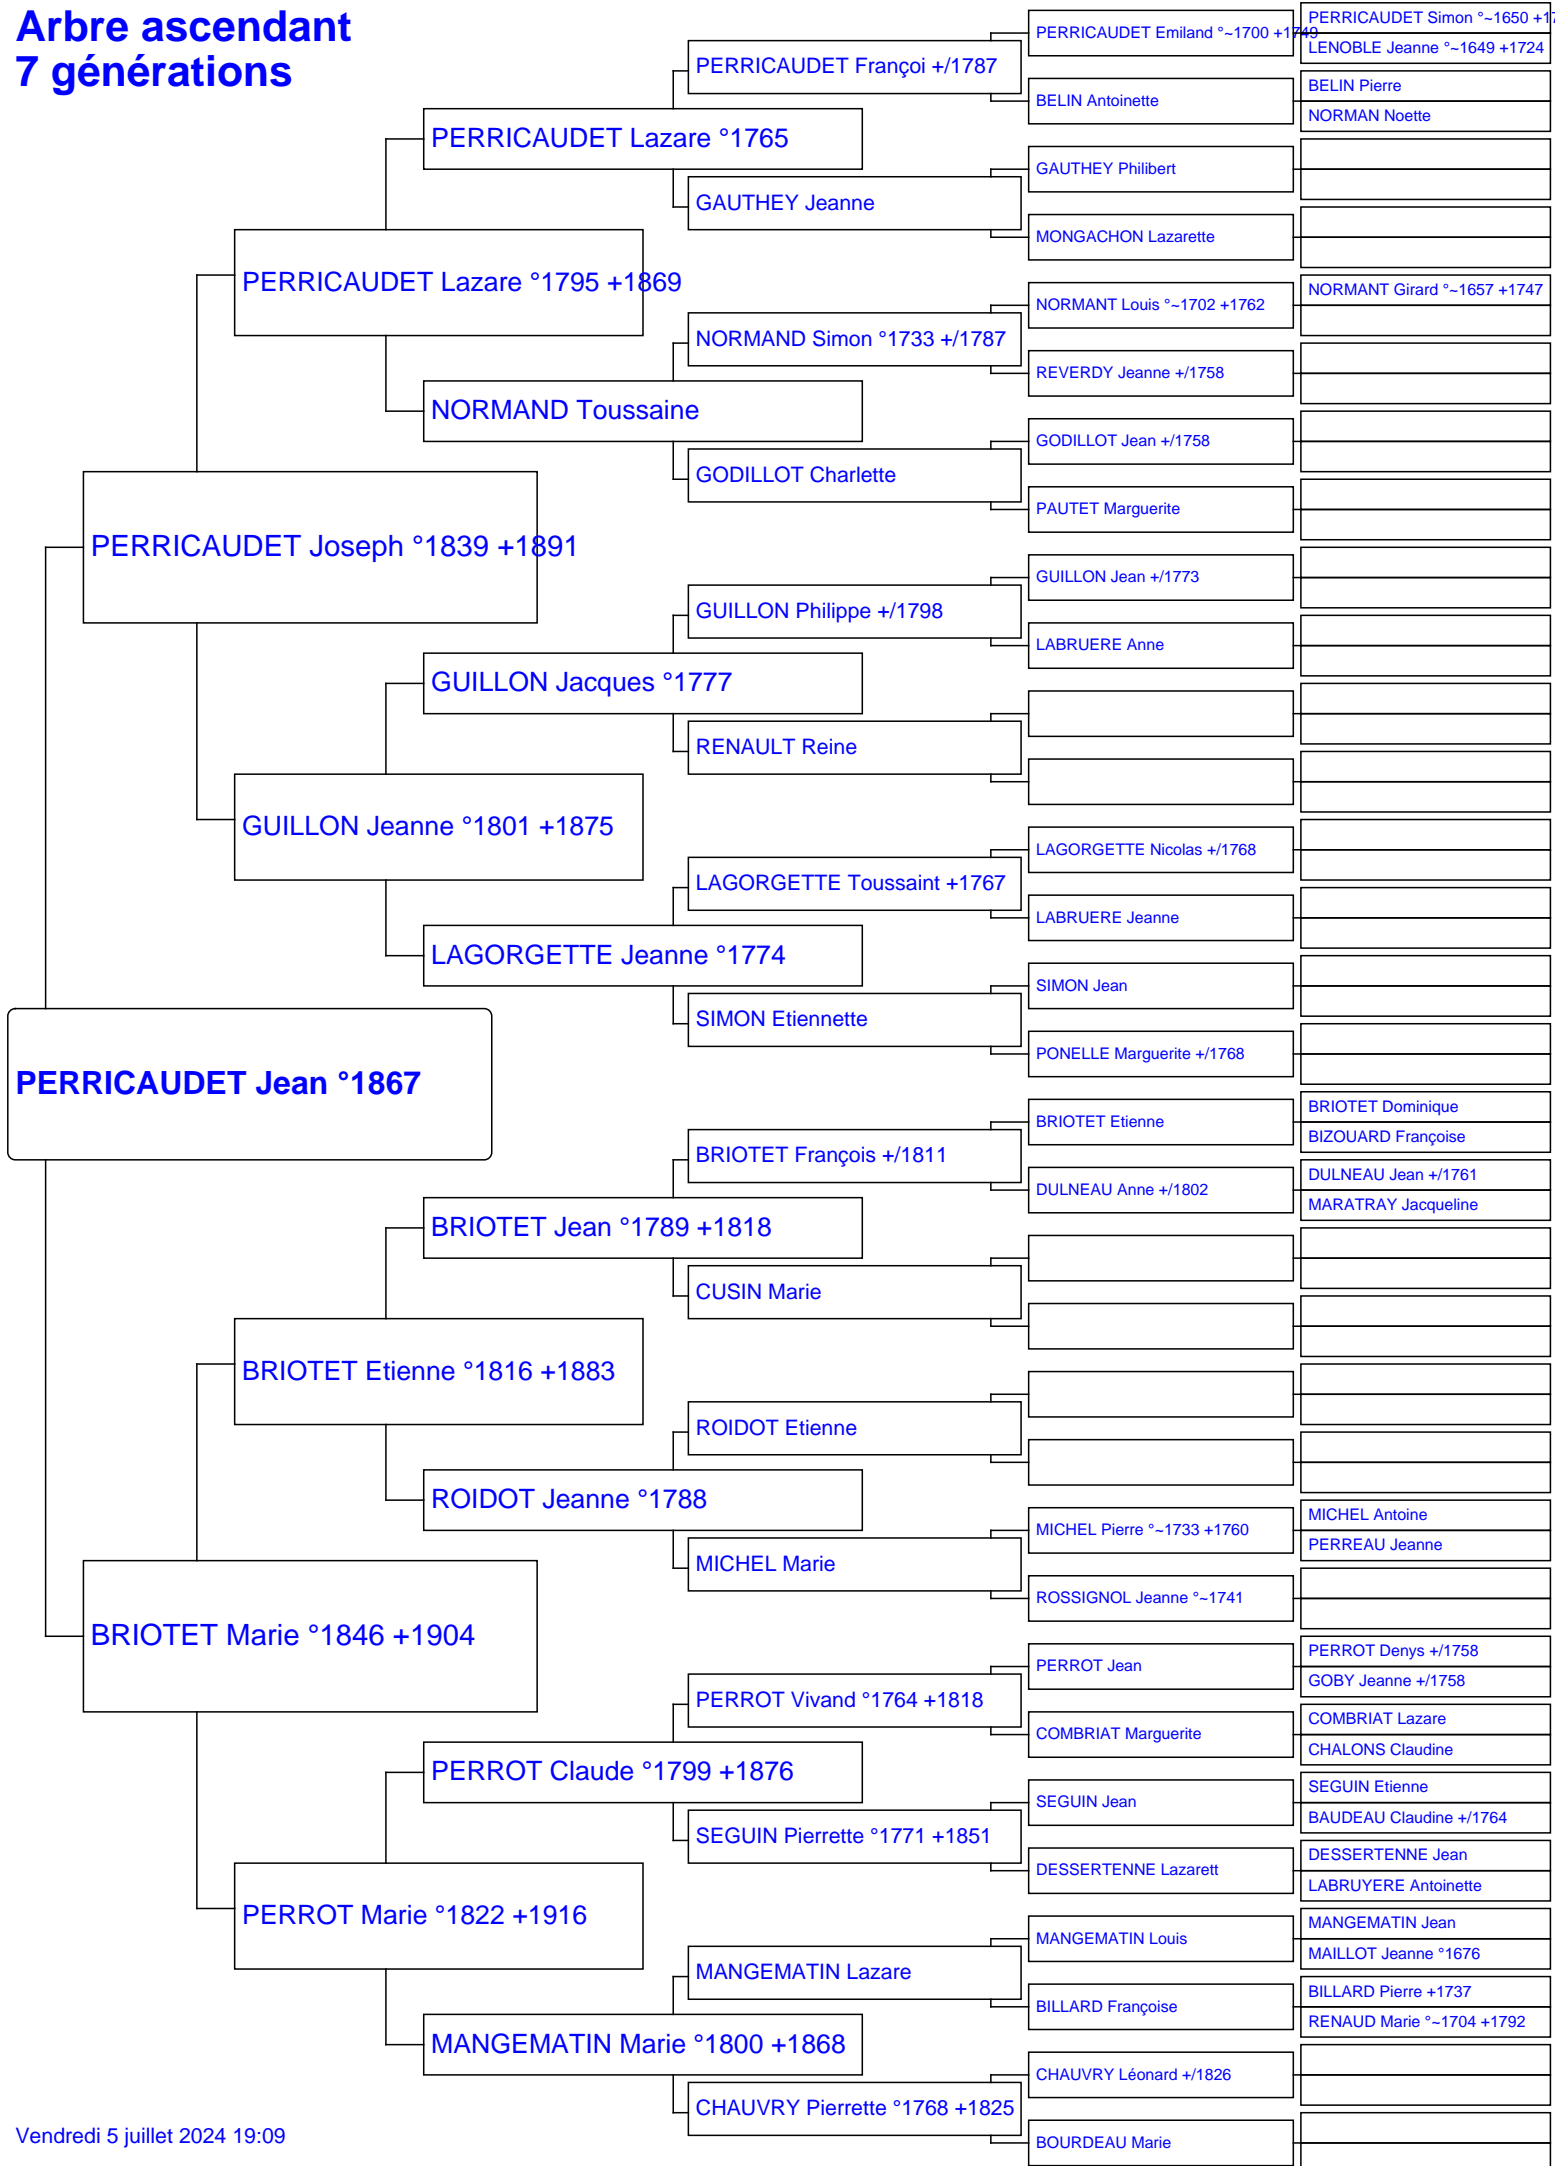 Arbre ascendant
7 générations
PERRICAUDET Jean °1867
PERRICAUDET Joseph °1839 +1891
BRIOTET Marie °1846 +1904
PERRICAUDET Lazare °1795 +1869
GUILLON Jeanne °1801 +1875
BRIOTET Etienne °1816 +1883
PERROT Marie °1822 +1916
PERRICAUDET Lazare °1765
NORMAND Toussaine
GUILLON Jacques °1777
LAGORGETTE Jeanne °1774
BRIOTET Jean °1789 +1818
ROIDOT Jeanne °1788
PERROT Claude °1799 +1876
MANGEMATIN Marie °1800 +1868
PERRICAUDET Françoi +/1787
GAUTHEY Jeanne
NORMAND Simon °1733 +/1787
GODILLOT Charlette
GUILLON Philippe +/1798
RENAULT Reine
LAGORGETTE Toussaint +1767
SIMON Etiennette
BRIOTET François +/1811
CUSIN Marie
ROIDOT Etienne
MICHEL Marie
PERROT Vivand °1764 +1818
SEGUIN Pierrette °1771 +1851
MANGEMATIN Lazare
CHAUVRY Pierrette °1768 +1825
PERRICAUDET Emiland °~1700 +1749
BELIN Antoinette
GAUTHEY Philibert
MONGACHON Lazarette
NORMANT Louis °~1702 +1762
REVERDY Jeanne +/1758
GODILLOT Jean +/1758
PAUTET Marguerite
GUILLON Jean +/1773
LABRUERE Anne
LAGORGETTE Nicolas +/1768
LABRUERE Jeanne
SIMON Jean
PONELLE Marguerite +/1768
BRIOTET Etienne
DULNEAU Anne +/1802
MICHEL Pierre °~1733 +1760
ROSSIGNOL Jeanne °~1741
PERROT Jean
COMBRIAT Marguerite
SEGUIN Jean
DESSERTENNE Lazarett
MANGEMATIN Louis
BILLARD Françoise
CHAUVRY Léonard +/1826
BOURDEAU Marie
PERRICAUDET Simon °~1650
LENOBLE Jeanne °~1649 +1724
BELIN Pierre
NORMAN Noette
NORMANT Girard °~1657 +1747
BRIOTET Dominique
BIZOUARD Françoise
DULNEAU Jean +/1761
MARATRAY Jacqueline
MICHEL Antoine
PERREAU Jeanne
PERROT Denys +/1758
GOBY Jeanne +/1758
COMBRIAT Lazare
CHALONS Claudine
SEGUIN Etienne
BAUDEAU Claudine +/1764
DESSERTENNE Jean
LABRUYERE Antoinette
MANGEMATIN Jean
MAILLOT Jeanne °1676
BILLARD Pierre +1737
RENAUD Marie °~1704 +1792
Vendredi 5 juillet 2024 19:09